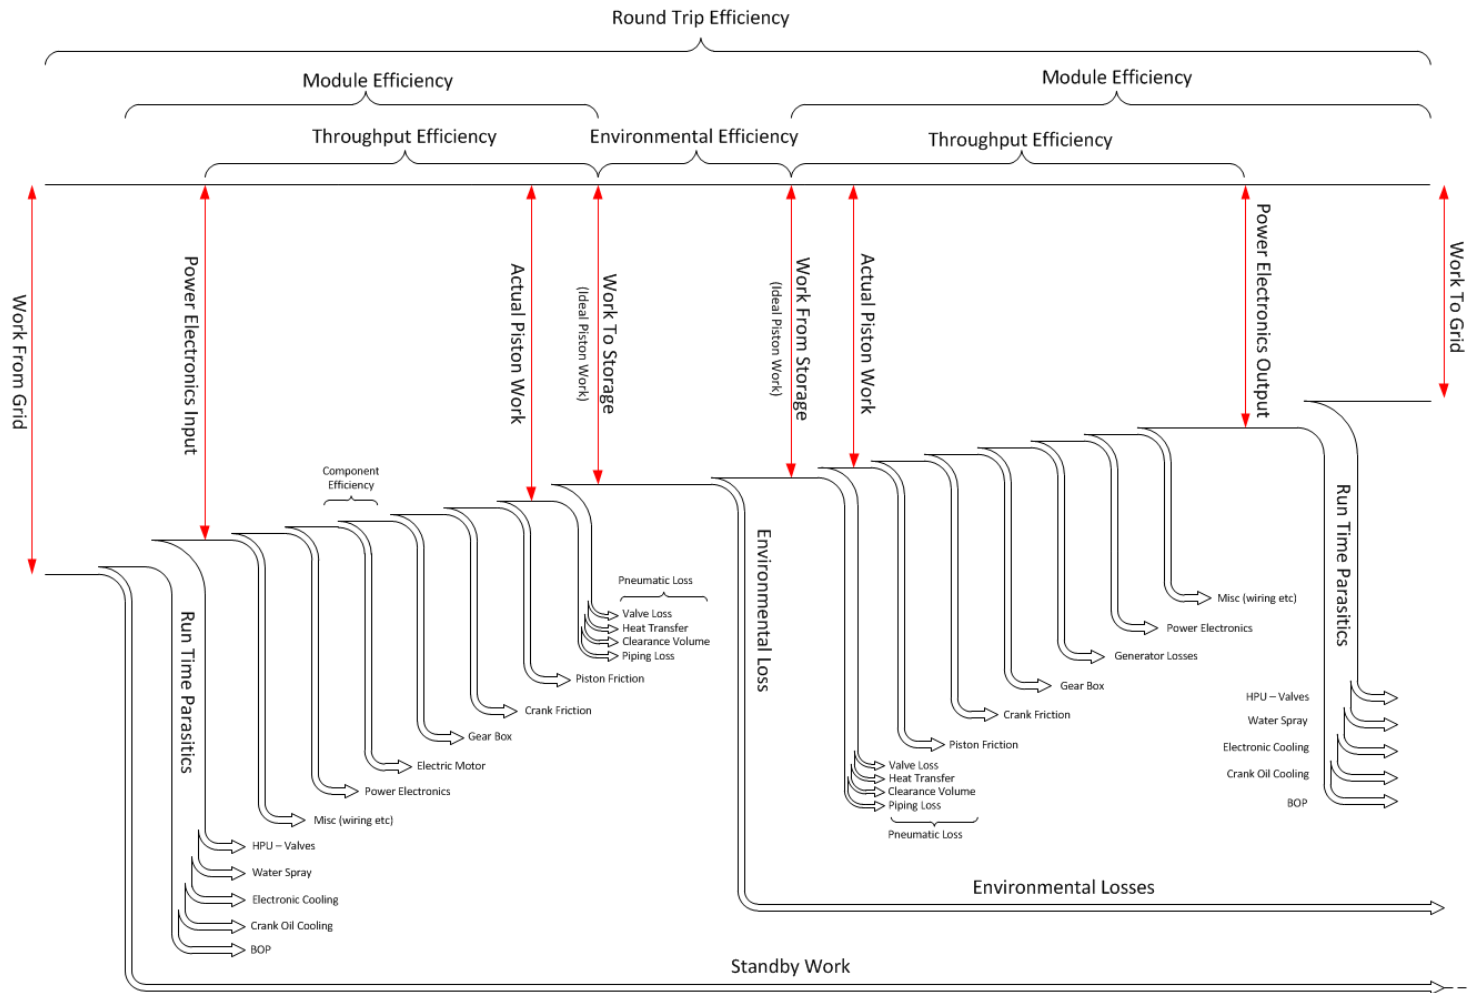 Round Trip Efficiency
Module Efficiency
Module Efficiency
Throughput Efficiency
Environmental Efficiency
Throughput Efficiency
Work From Grid
Power Electronics Input
Actual Piston Work
Work To Storage
(Ideal Piston Work)
Work From Storage
(Ideal Piston Work)
Actual Piston Work
Power Electronics Output
Work To Grid
Component
Efficiency
Run Time Parasitics
Pneumatic Loss
Valve Loss
Heat Transfer
Clearance Volume
Piping Loss
Piston Friction
Crank Friction
Gear Box
Electric Motor
Power Electronics
Misc (wiring etc)
HPU – Valves
Water Spray
Electronic Cooling
Crank Oil Cooling
BOP
Environmental Loss
Misc (wiring etc)
Power Electronics
Generator Losses
Gear Box
Crank Friction
Piston Friction
Valve Loss
Heat Transfer
Clearance Volume
Piping Loss
Pneumatic Loss
Run Time Parasitics
HPU – Valves
Water Spray
Electronic Cooling
Crank Oil Cooling
BOP
Environmental Losses
Standby Work